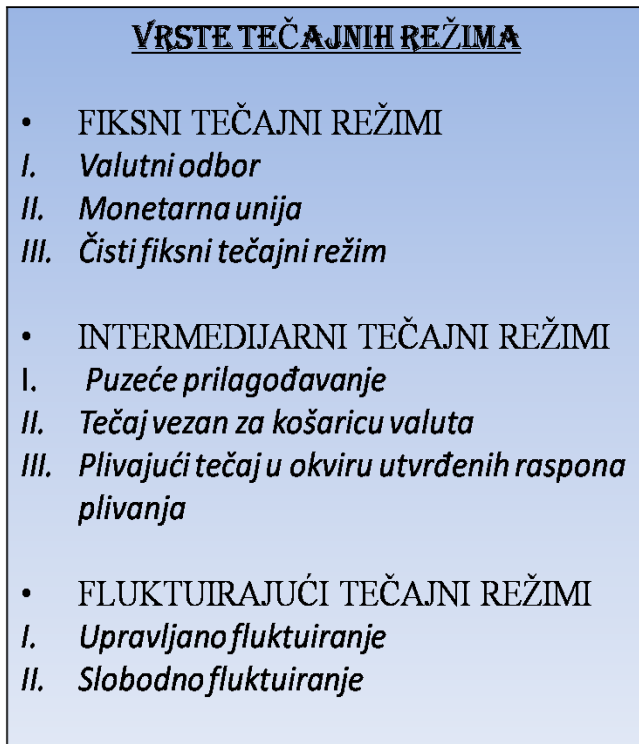 VRSTE TEČAJNIH REŽIMA
• FIKSNI TEČAJNI REŽIMI
I. Valutni odbor
II. Monetarna unija
III. Čisti fiksni tečajni režim
• INTERMEDIJARNI TEČAJNI REŽIMI
I. Puzeće prilagođavanje
II. Tečaj vezan za košaricu valuta
III. Plivajući tečaj u okviru utvrđenih raspona
plivanja
• FLUKTUIRAJUĆI TEČAJNI REŽIMI
I. Upravljano fluktuiranje
II. Slobodno fluktuiranje